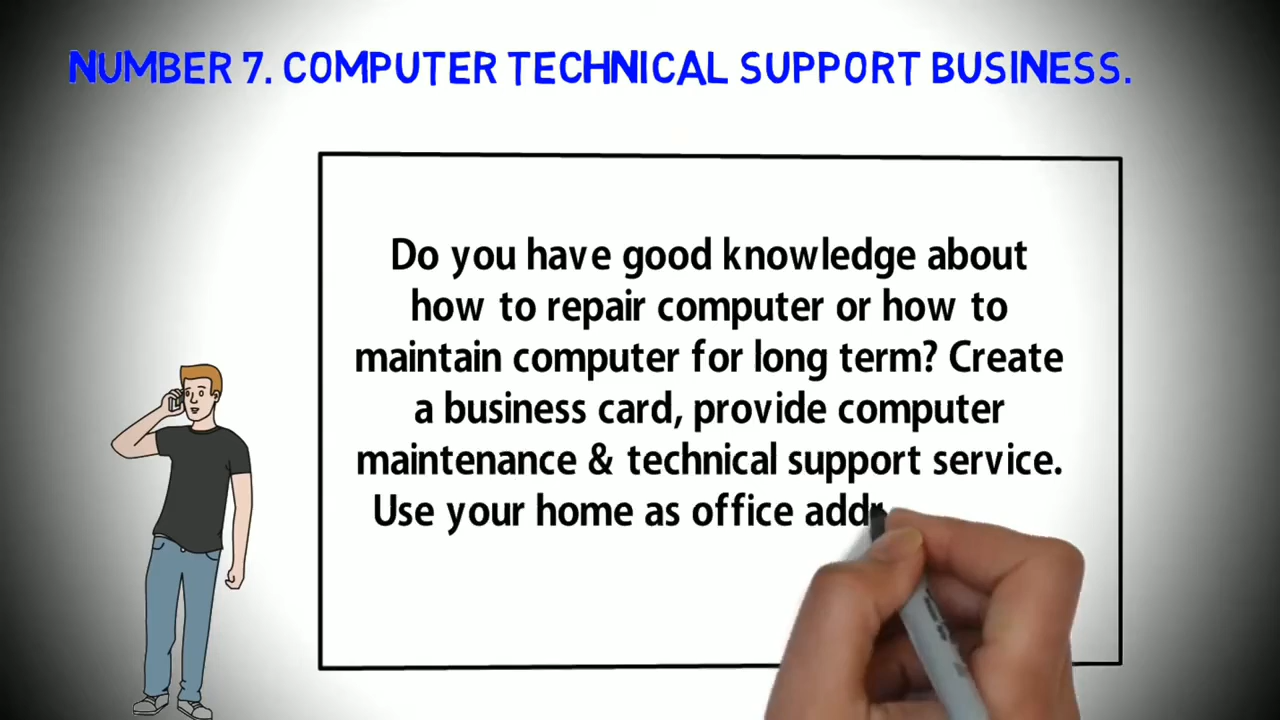 NUMBER 7. COMPUTER TECHNICAL SUPPORT BUSINESS.
Do you have good knowledge about
how to repair computer or how to
maintain computer for long term? Create
a business card, provide computer
maintenance & technical support service.
Use your home as office